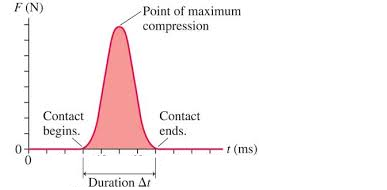 F (N)
Point of maximum
compression
Contact
begins.
Contact
ends.
0
t (ms)
0
Duration Δt